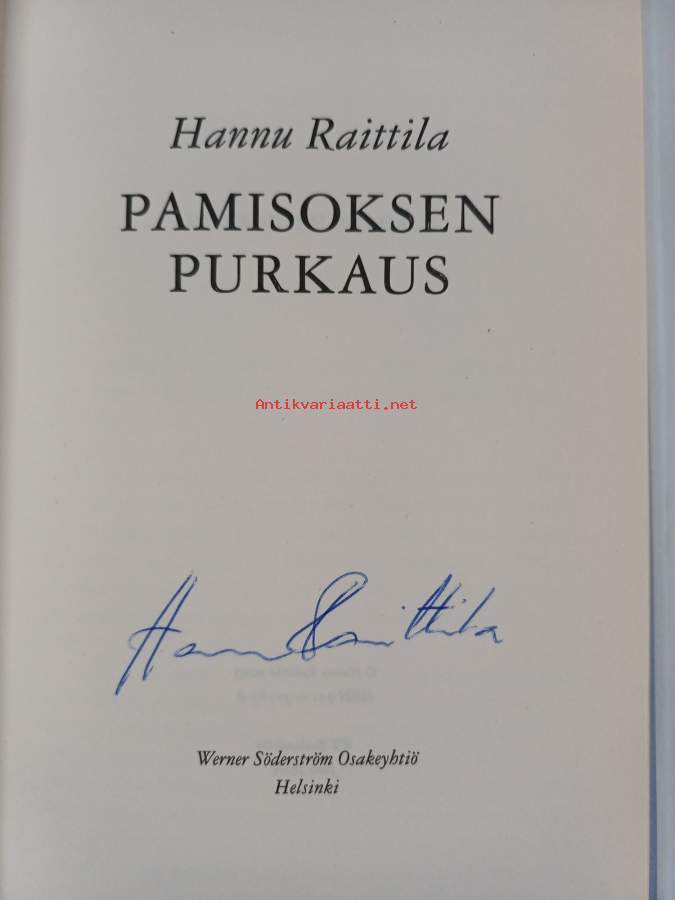 Hannu Raittila
PAMISOKSEN
PURKAUS
Antikvariaatti.net
Hannu Raittila
Werner Söderström Osakeyhtiö
Helsinki